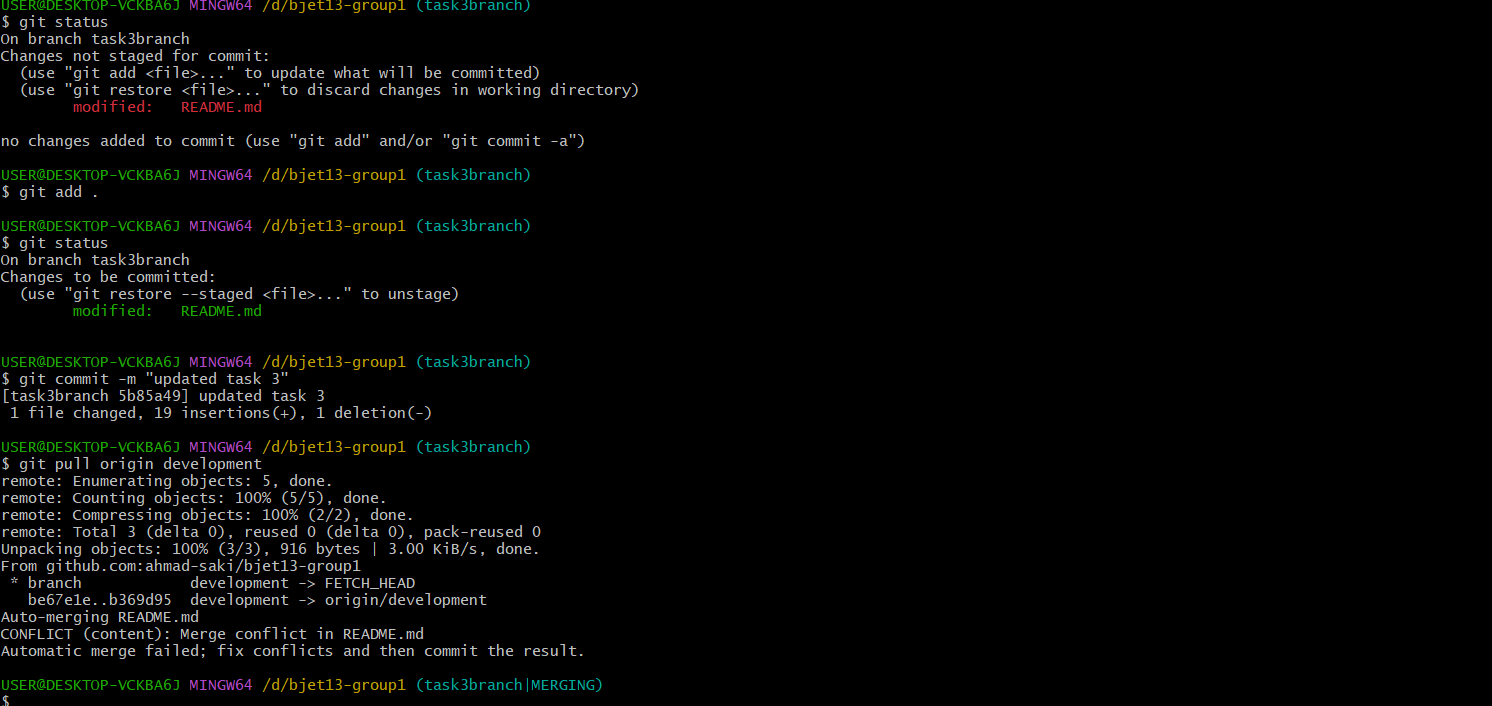 USER@DESKTOP-VCKBA6J MINGW64 /d/bjet13-group1 (task3branch)
$ git status
On branch task3branch
Changes not staged for commit:
  (use "git add <file>..." to update what will be committed)
  (use "git restore <file>..." to discard changes in working directory)
        modified:   README.md

no changes added to commit (use "git add" and/or "git commit -a")

USER@DESKTOP-VCKBA6J MINGW64 /d/bjet13-group1 (task3branch)
$ git add .

USER@DESKTOP-VCKBA6J MINGW64 /d/bjet13-group1 (task3branch)
$ git status
On branch task3branch
Changes to be committed:
  (use "git restore --staged <file>..." to unstage)
        modified:   README.md


USER@DESKTOP-VCKBA6J MINGW64 /d/bjet13-group1 (task3branch)
$ git commit -m "updated task 3"
[task3branch 5b85a49] updated task 3
 1 file changed, 19 insertions(+), 1 deletion(-)

USER@DESKTOP-VCKBA6J MINGW64 /d/bjet13-group1 (task3branch)
$ git pull origin development
remote: Enumerating objects: 5, done.
remote: Counting objects: 100% (5/5), done.
remote: Compressing objects: 100% (2/2), done.
remote: Total 3 (delta 0), reused 0 (delta 0), pack-reused 0
Unpacking objects: 100% (3/3), 916 bytes | 3.00 KiB/s, done.
From github.com:ahmad-saki/bjet13-group1
 * branch            development -> FETCH_HEAD
   be67e1e..b369d95  development -> origin/development
Auto-merging README.md
CONFLICT (content): Merge conflict in README.md
Automatic merge failed; fix conflicts and then commit the result.

USER@DESKTOP-VCKBA6J MINGW64 /d/bjet13-group1 (task3branch|MERGING)
$